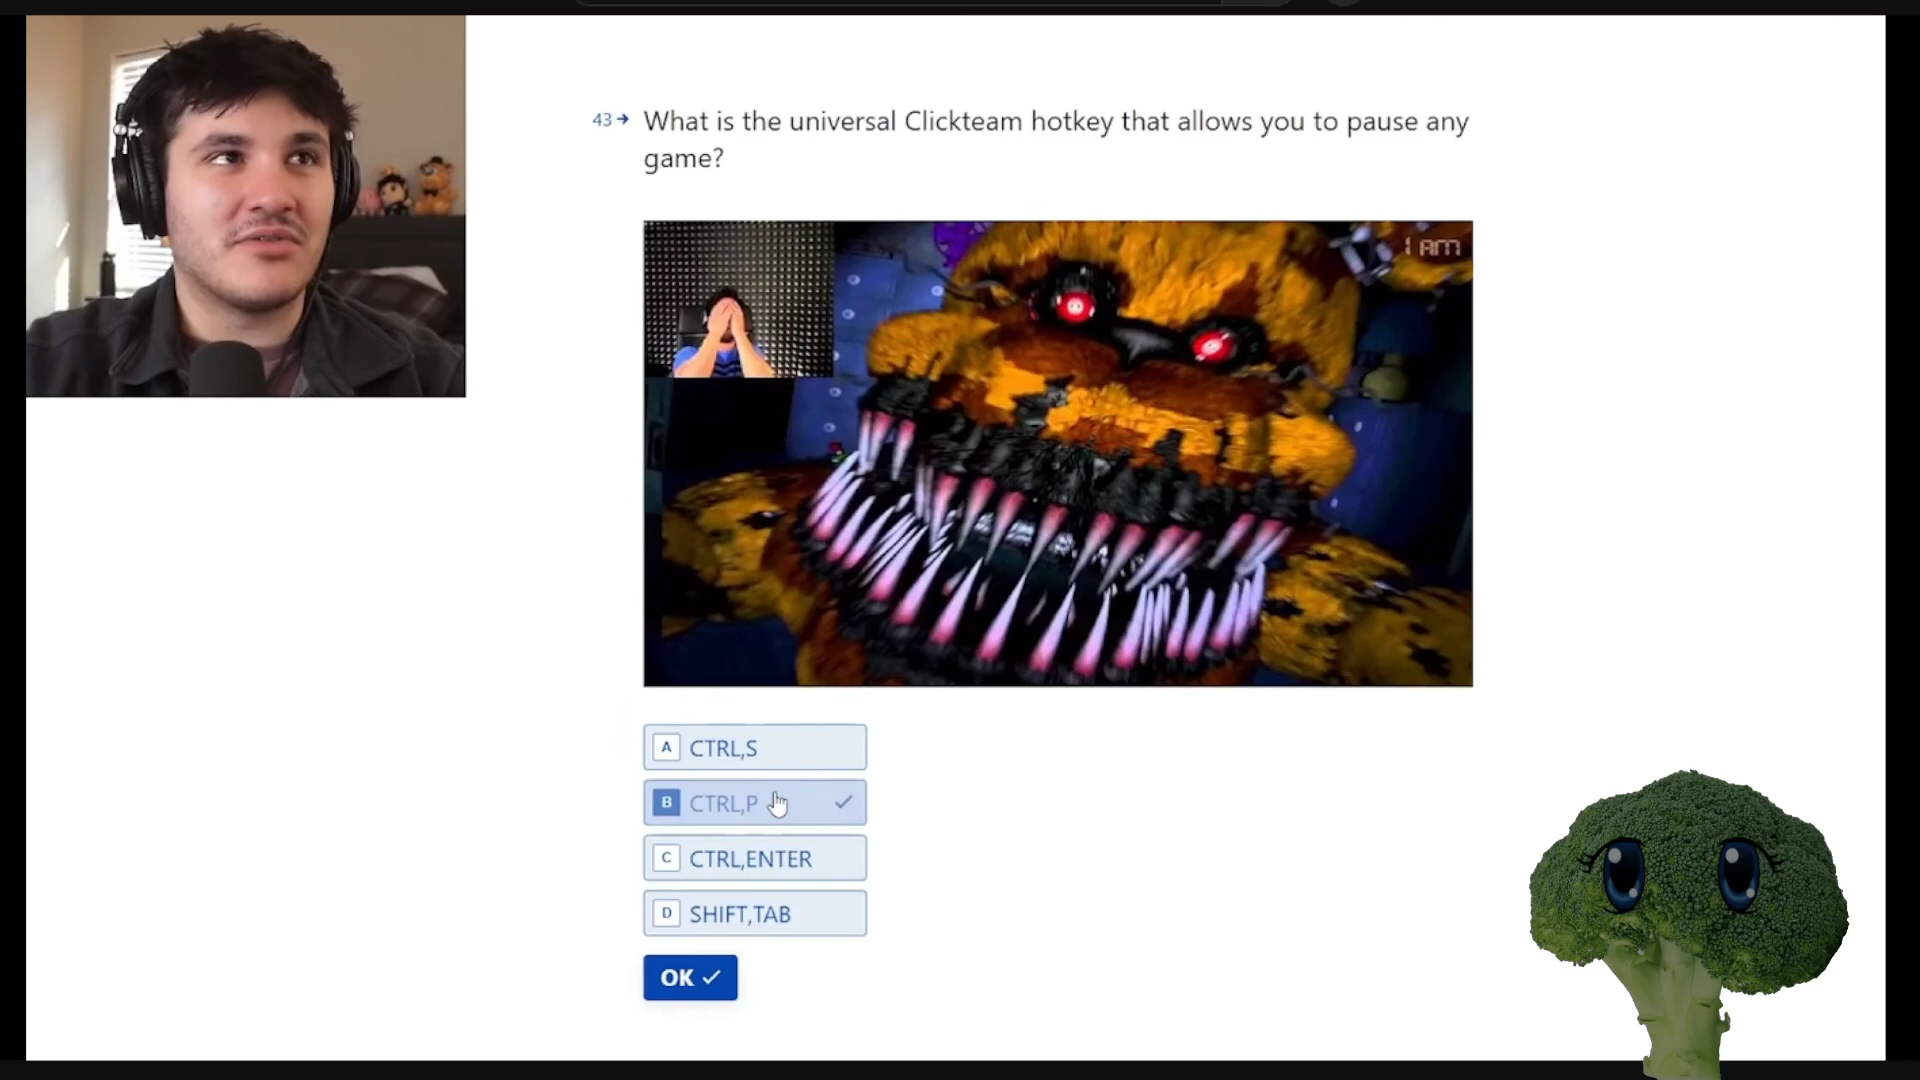 43 What is the universal Clickteam hotkey that allows you to pause any
game?
1 AM
A CTRL,S
B CTRL,P
C CTRL,ENTER
D SHIFT,TAB
OK